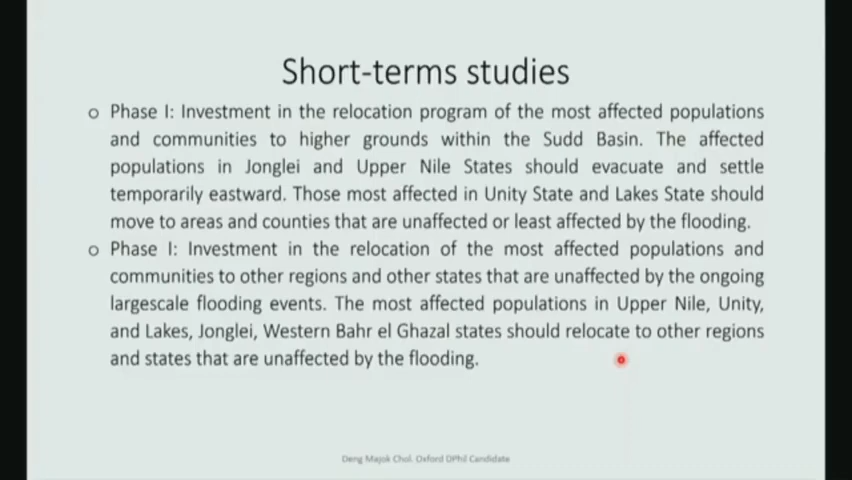 Short-terms studies
o Phase I: Investment in the relocation program of the most affected populations
and communities to higher grounds within the Sudd Basin. The affected
populations in Jonglei and Upper Nile States should evacuate and settle
temporarily eastward. Those most affected in Unity State and Lakes State should
move to areas and counties that are unaffected or least affected by the flooding.
o Phase I: Investment in the relocation of the most affected populations and
communities to other regions and other states that are unaffected by the ongoing
largescale flooding events. The most affected populations in Upper Nile, Unity,
and Lakes, Jonglei, Western Bahr el Ghazal states should relocate to other regions
and states that are unaffected by the flooding.
Deng Majok Chol. Oxford DPhil Candidate